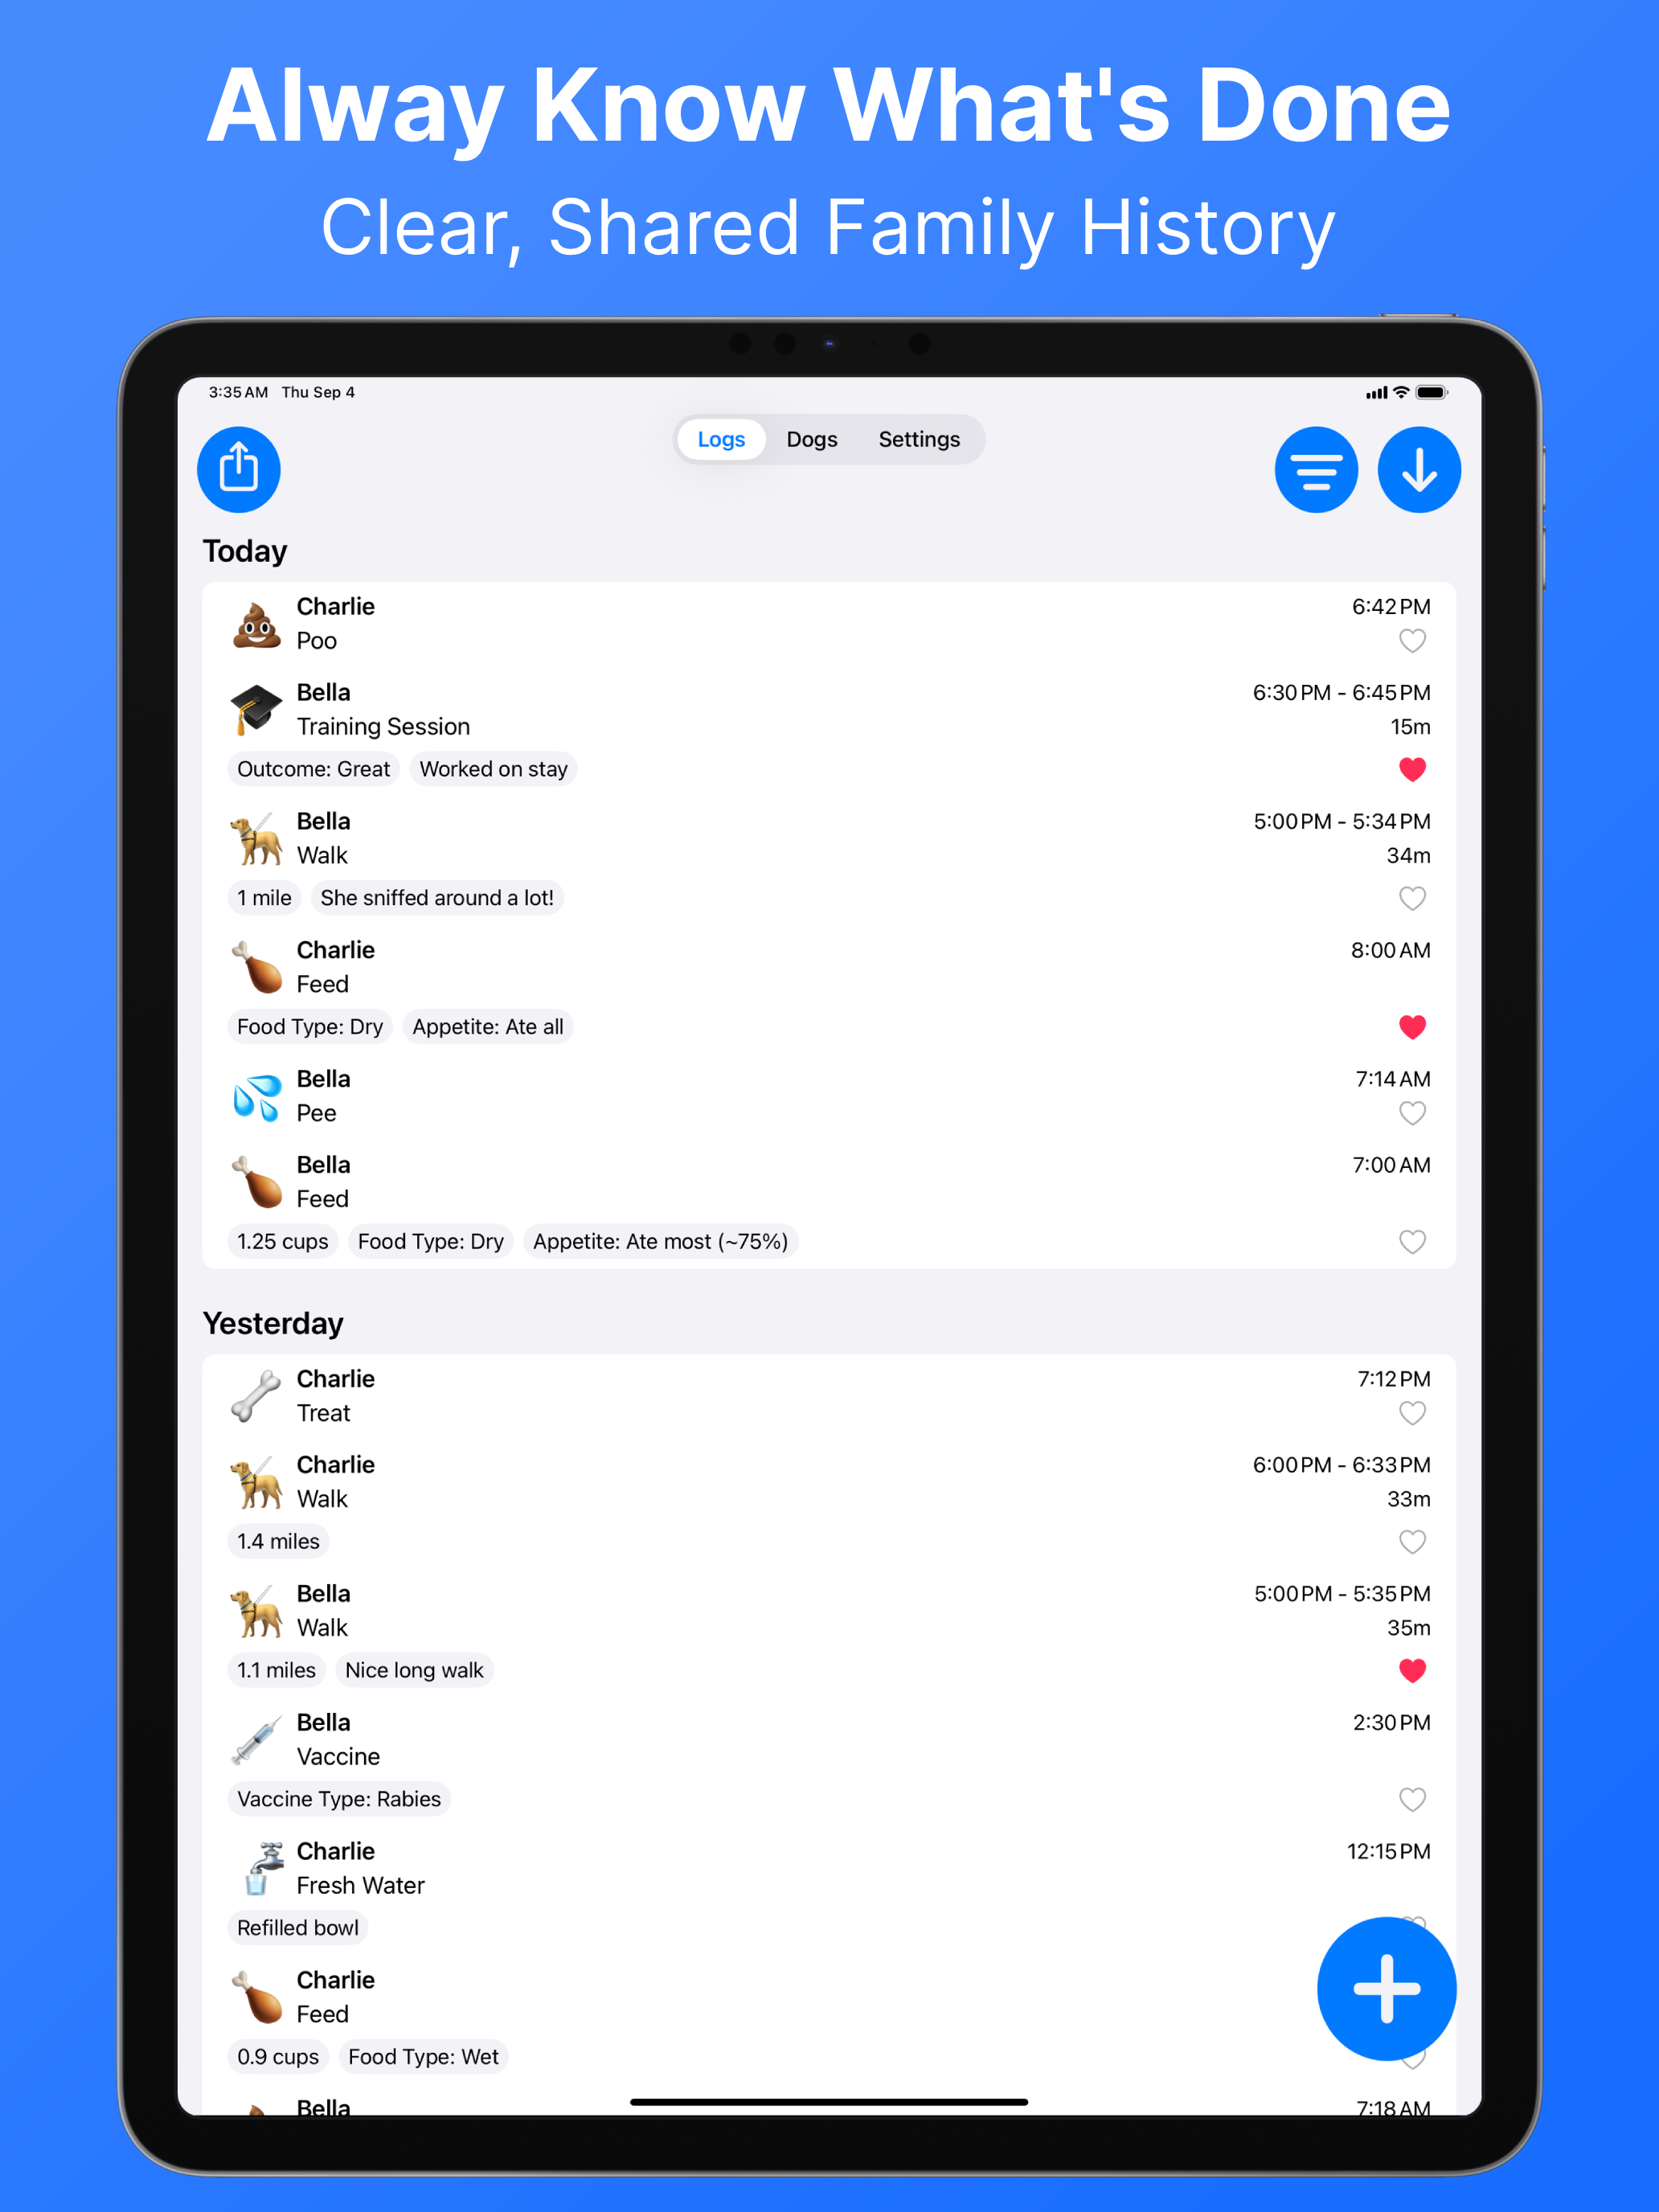 Alway Know What's Done
Clear, Shared Family History
3:35 AM Thu Sep 4
Logs Dogs Settings
Today
Charlie 6:42 PM
Poo
Bella 6:30 PM - 6:45 PM
Training Session 15m
Outcome: Great Worked on stay
Bella 5:00 PM - 5:34 PM
Walk 34m
1 mile She sniffed around a lot!
Charlie 8:00 AM
Feed
Food Type: Dry Appetite: Ate all
Bella 7:14 AM
Pee
Bella 7:00 AM
Feed
1.25 cups Food Type: Dry Appetite: Ate most (~75%)
Yesterday
Charlie 7:12 PM
Treat
Charlie 6:00 PM - 6:33 PM
Walk 33m
1.4 miles
Bella 5:00 PM - 5:35 PM
Walk 35m
1.1 miles Nice long walk
Bella 2:30 PM
Vaccine
Vaccine Type: Rabies
Charlie 12:15 PM
Fresh Water
Refilled bowl
Charlie
Feed
0.9 cups Food Type: Wet
Bella 7:18 AM